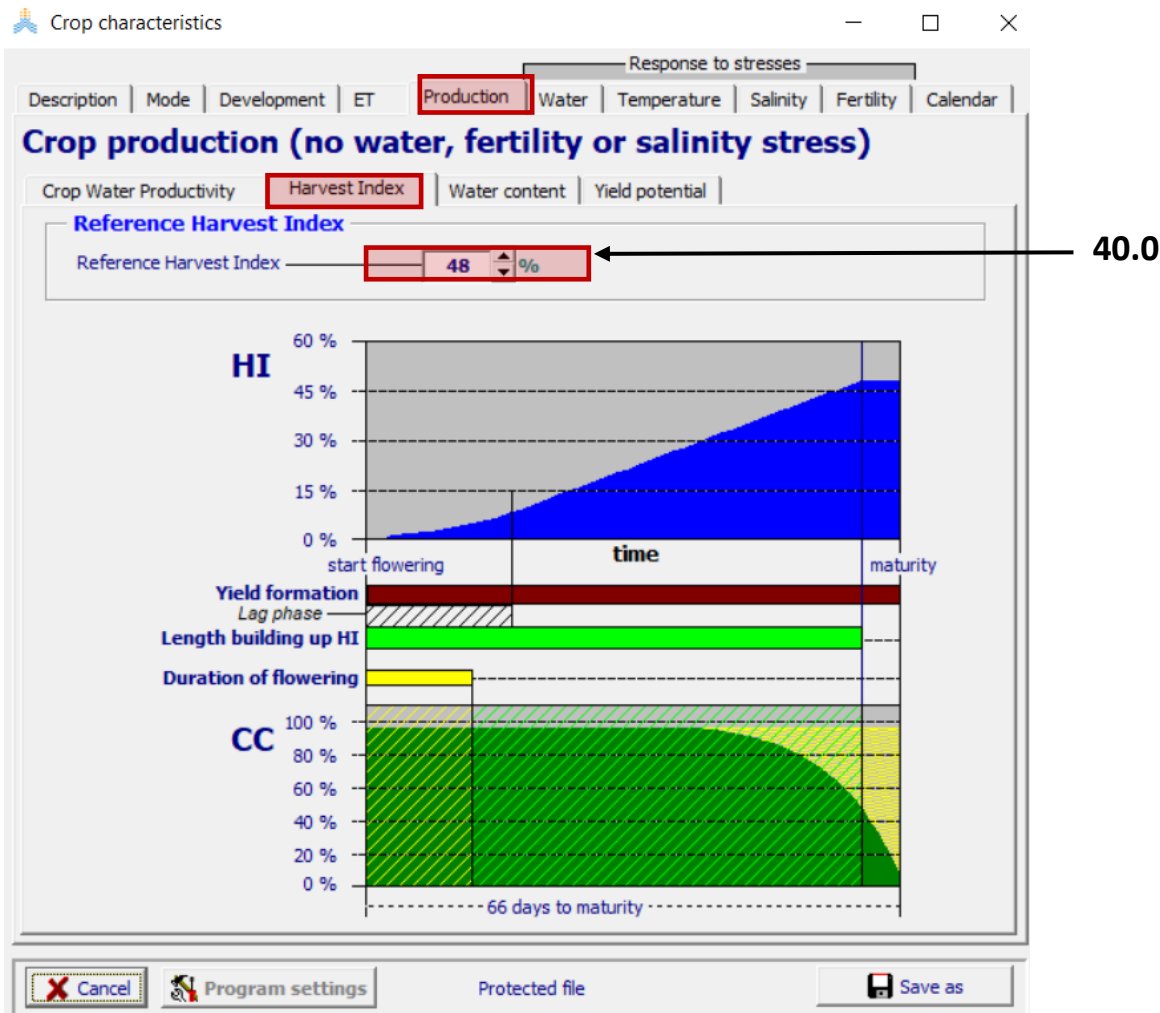 Crop characteristics
Response to stresses
Description Mode Development ET Production Water Temperature Salinity Fertility Calendar
Crop production (no water, fertility or salinity stress)
Crop Water Productivity Harvest Index Water content Yield potential
Reference Harvest Index
Reference Harvest Index 48 %
40.0
HI
60 %
45 %
30 %
15 %
0 %
start flowering time maturity
Yield formation
Lag phase
Length building up HI
Duration of flowering
CC
100 %
80 %
60 %
40 %
20 %
0 %
66 days to maturity
Cancel Program settings Protected file Save as